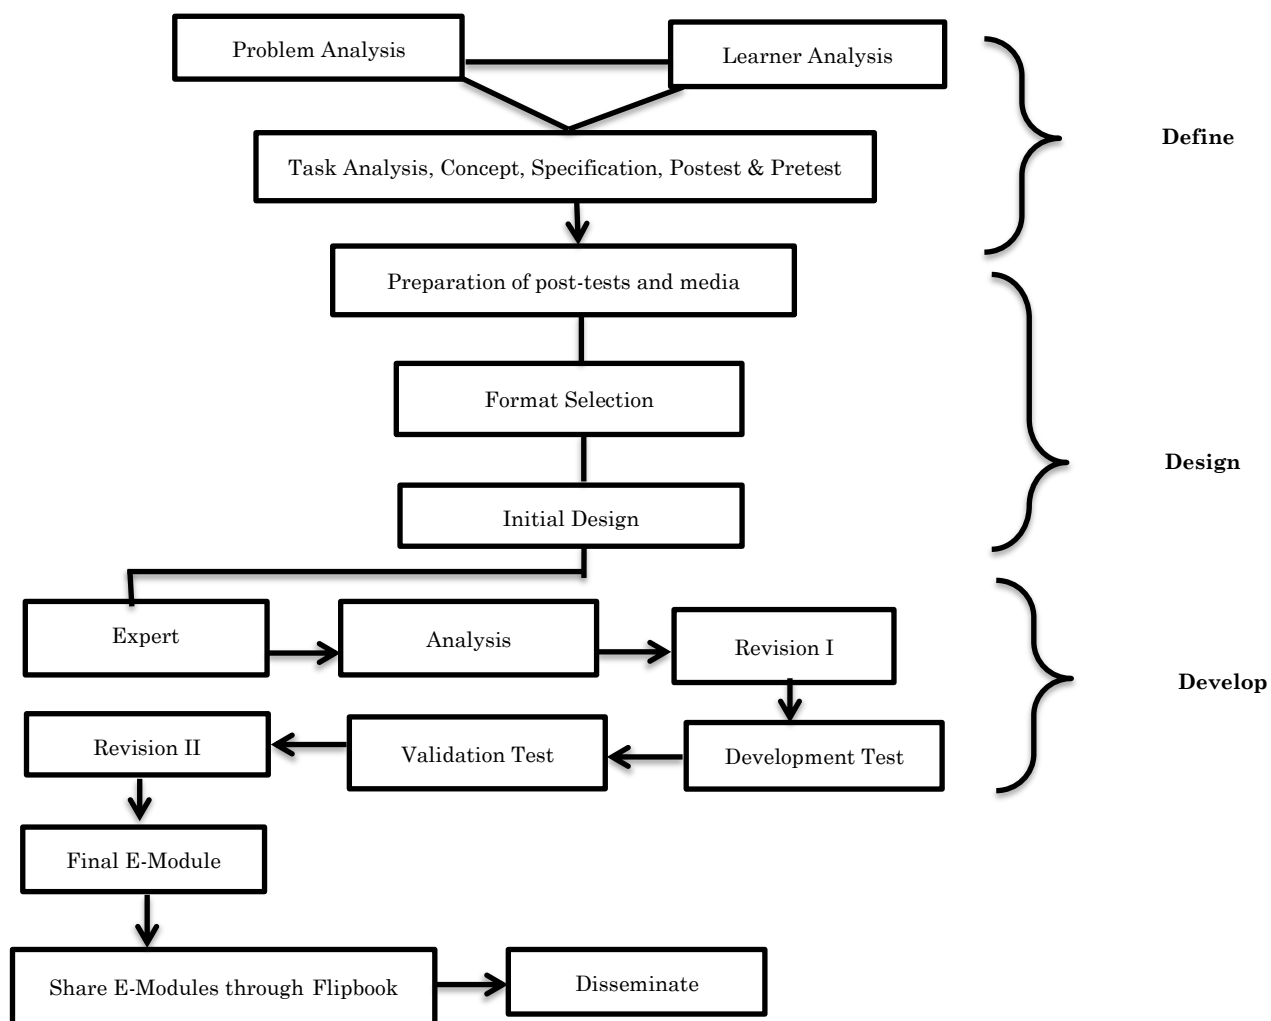 Problem Analysis
Learner Analysis
Define
Task Analysis, Concept, Specification, Postest & Pretest
Preparation of post-tests and media
Format Selection
Design
Initial Design
Expert
Analysis
Revision I
Develop
Revision II
Validation Test
Development Test
Final E-Module
Share E-Modules through Flipbook
Disseminate